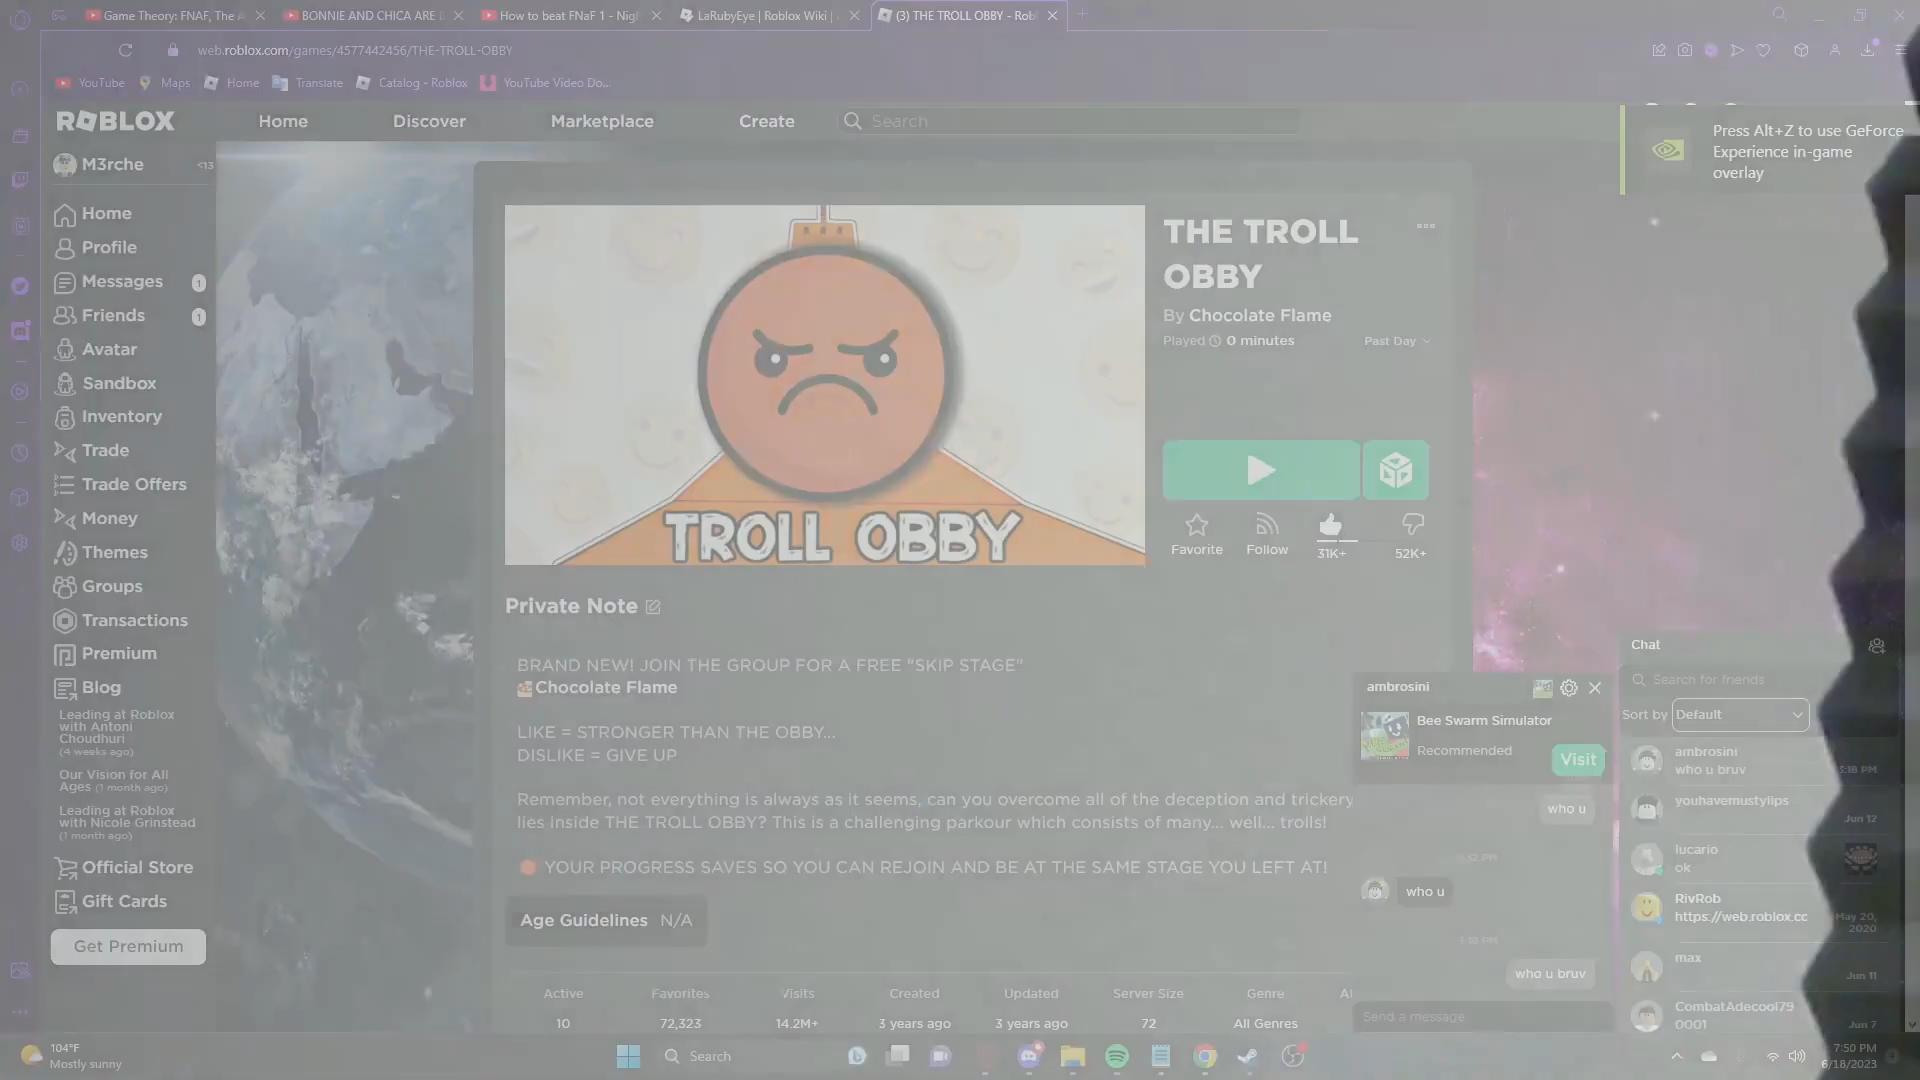 Game Theory: FNAF, The A
BONNIE AND CHICA ARE
How to beat FNaF 1 - Nig
LaRubyEye | Roblox Wiki |
(3) THE TROLL OBBY - Rob
web.roblox.com/games/4577442456/THE-TROLL-OBBY
YouTube
Maps
Home
Translate
Catalog - Roblox
YouTube Video Do...
ROBLOX
Home
Discover
Marketplace
Create
Search
Press Alt+Z to use GeForce
Experience in-game
overlay
M3rche
<13
Home
Profile
Messages
1
Friends
1
Avatar
Sandbox
Inventory
Trade
Trade Offers
Money
Themes
Groups
Transactions
Premium
Blog
Leading at Roblox
with Antoni
Choudhuri
(4 weeks ago)
Our Vision for All
Ages (1 month ago)
Leading at Roblox
with Nicole Grinstead
(1 month ago)
Official Store
Gift Cards
Get Premium
TROLL OBBY
THE TROLL
OBBY
By Chocolate Flame
Played 0 minutes
Past Day
Favorite
Follow
31K+
52K+
Private Note
BRAND NEW! JOIN THE GROUP FOR A FREE "SKIP STAGE"
Chocolate Flame
LIKE = STRONGER THAN THE OBBY...
DISLIKE = GIVE UP
Remember, not everything is always as it seems, can you overcome all of the deception and trickery
lies inside THE TROLL OBBY? This is a challenging parkour which consists of many... well... trolls!
YOUR PROGRESS SAVES SO YOU CAN REJOIN AND BE AT THE SAME STAGE YOU LEFT AT!
Age Guidelines N/A
Active
Favorites
Visits
Created
Updated
Server Size
Genre
10
72,323
14.2M+
3 years ago
3 years ago
72
All Genres
ambrosini
Bee Swarm Simulator
Recommended
Visit
who u
who u
who u bruv
Send a message
Chat
Search for friends
Sort by
Default
ambrosini
who u bruv
youhavemustylips
Jun 12
lucario
ok
RivRob
https://web.roblox.cc
May 20,
2020
max
Jun 11
CombatAdecool79
0001
Jun 7
104°F
Mostly sunny
Search
7:50 PM
6/18/2023